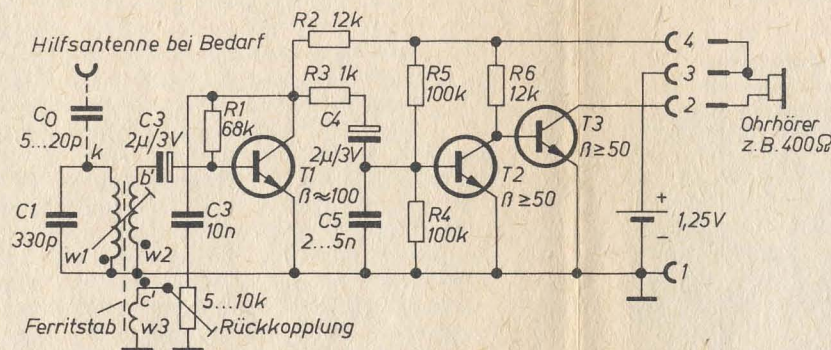 Hilfsantenne bei Bedarf
C0
5...20p
k
C1
330p
w1
Ferritstab
C3
2µ/3V
b'
w2
c'
w3
R1
68k
C3
10n
5...10k
Rückkopplung
R2 12k
R3 1k
T1
ß≈100
C4
2µ/3V
C5
2...5n
R5
100k
R4
100k
R6
12k
T2
ß≥50
T3
ß≥50
4
3
2
1
+
1,25V
–
Ohrhörer
z.B. 400Ω